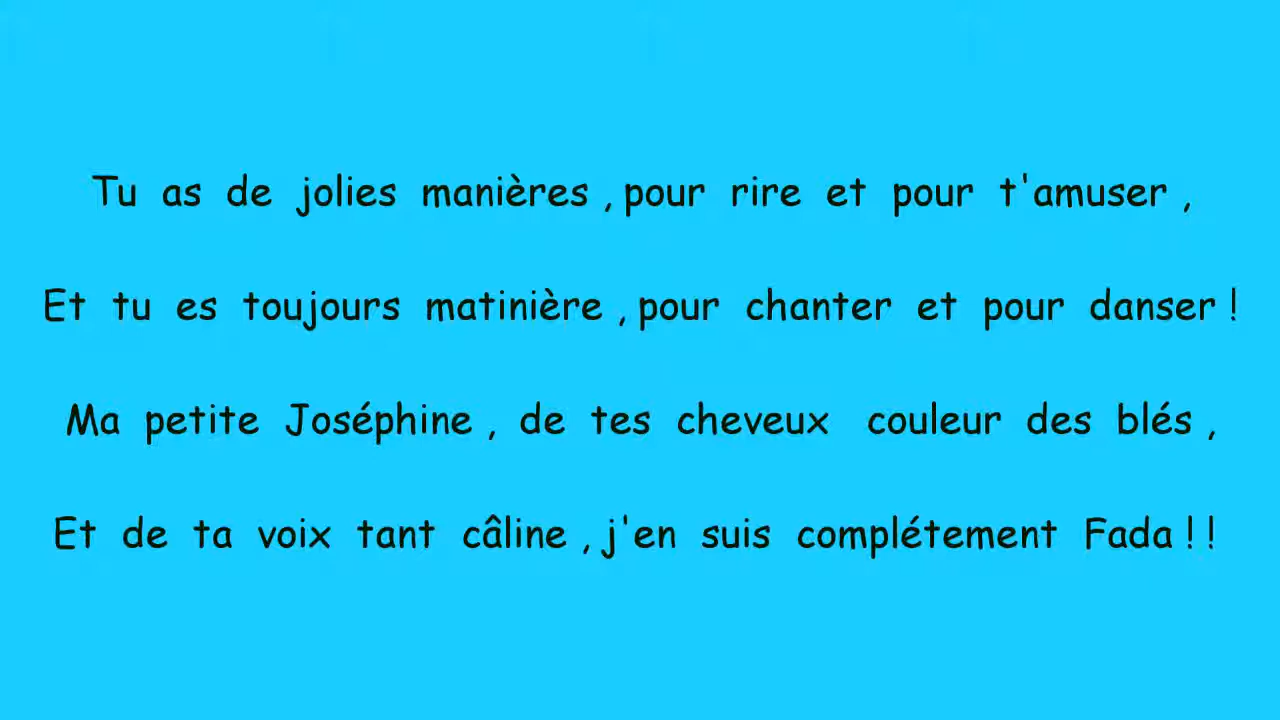 Tu as de jolies manières , pour rire et pour t'amuser ,
Et tu es toujours matinière , pour chanter et pour danser !
Ma petite Joséphine , de tes cheveux couleur des blés ,
Et de ta voix tant câline , j'en suis complétement Fada ! !